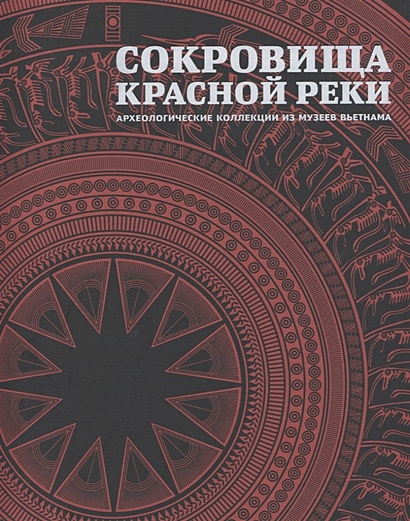 СОКРОВИЩА
КРАСНОЙ РЕКИ
АРХЕОЛОГИЧЕСКИЕ КОЛЛЕКЦИИ ИЗ МУЗЕЕВ ВЬЕТНАМА